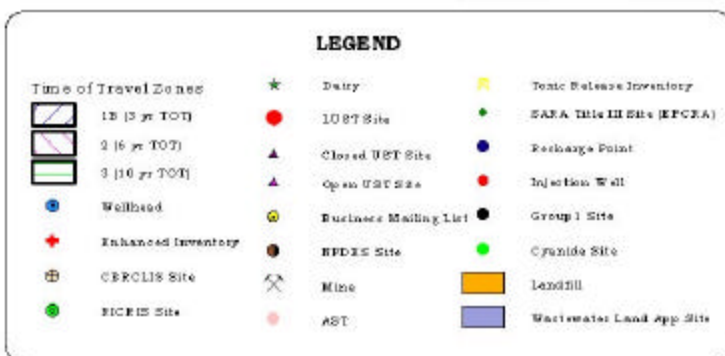 LEGEND
Time of Travel Zones
1B (3 yr TOT)
2 (6 yr TOT)
3 (10 yr TOT)
Wellhead
Enhanced Inventory
CERCLIS Site
RICRIS Site
Dairy
LUST Site
Closed UST Site
Open UST Site
Business Mailing List
NPDES Site
Mine
AST
Toxic Release Inventory
SARA Title III Site (EPCRA)
Recharge Point
Injection Well
Group 1 Site
Cyanide Site
Landfill
Wastewater Land App Site